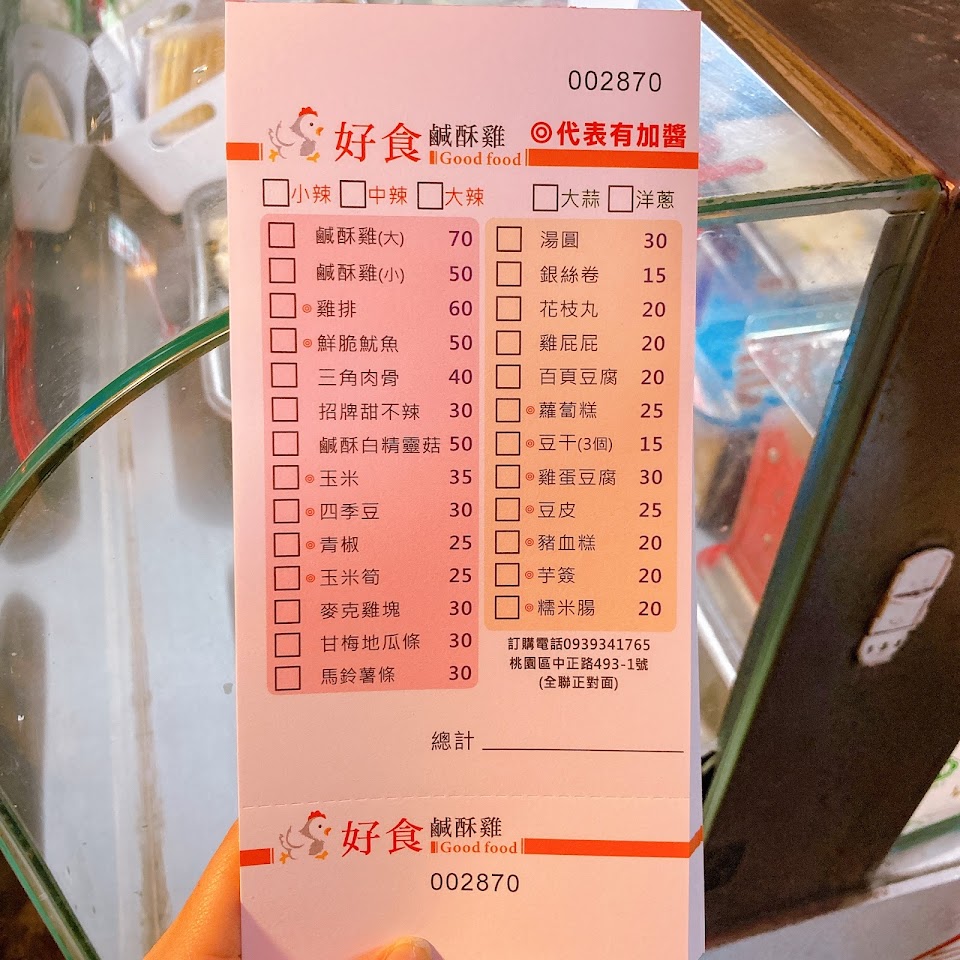 002870
好食 鹹酥雞 Good food ◎代表有加醬
□小辣 □中辣 □大辣 □大蒜 □洋蔥
□ 鹹酥雞(大) 70
□ 鹹酥雞(小) 50
□ ◎雞排 60
□ ◎鮮脆魷魚 50
□ 三角肉骨 40
□ 招牌甜不辣 30
□ 鹹酥白精靈菇 50
□ ◎玉米 35
□ ◎四季豆 30
□ ◎青椒 25
□ ◎玉米筍 25
□ 麥克雞塊 30
□ 甘梅地瓜條 30
□ 馬鈴薯條 30
□ 湯圓 30
□ 銀絲卷 15
□ 花枝丸 20
□ 雞屁屁 20
□ 百頁豆腐 20
□ ◎蘿蔔糕 25
□ ◎豆干(3個) 15
□ ◎雞蛋豆腐 30
□ ◎豆皮 25
□ ◎豬血糕 20
□ ◎芋簽 20
□ ◎糯米腸 20
訂購電話0939341765
桃園區中正路493-1號
(全聯正對面)
總計
好食 鹹酥雞 Good food
002870